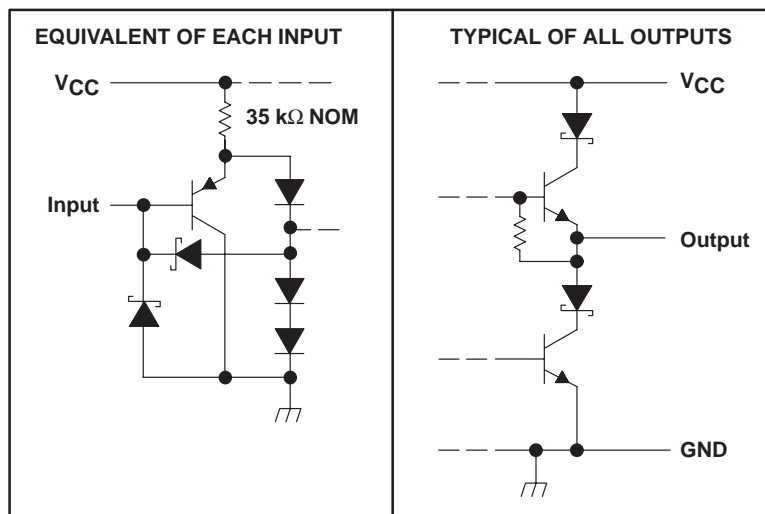 EQUIVALENT OF EACH INPUT
VCC
35 kΩ NOM
Input
TYPICAL OF ALL OUTPUTS
VCC
Output
GND